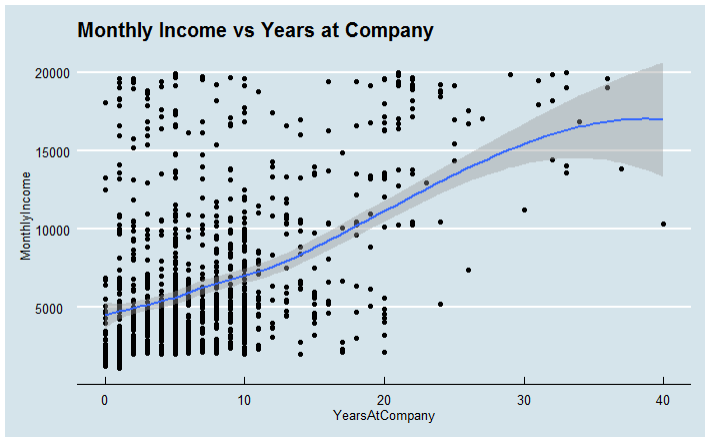 Monthly Income vs Years at Company
20000
15000
10000
5000
MonthlyIncome
0 10 20 30 40
YearsAtCompany